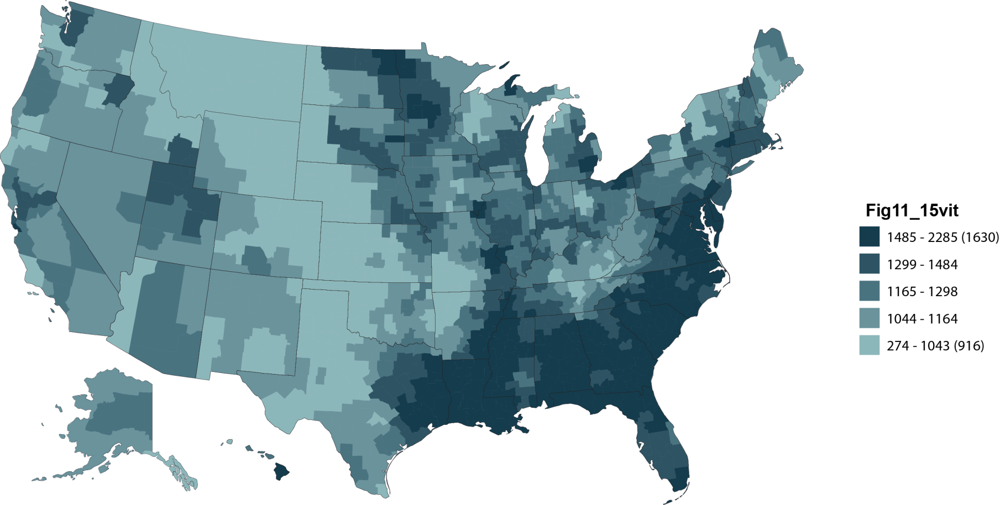 Fig11_15vit
1485 - 2285 (1630)
1299 - 1484
1165 - 1298
1044 - 1164
274 - 1043 (916)